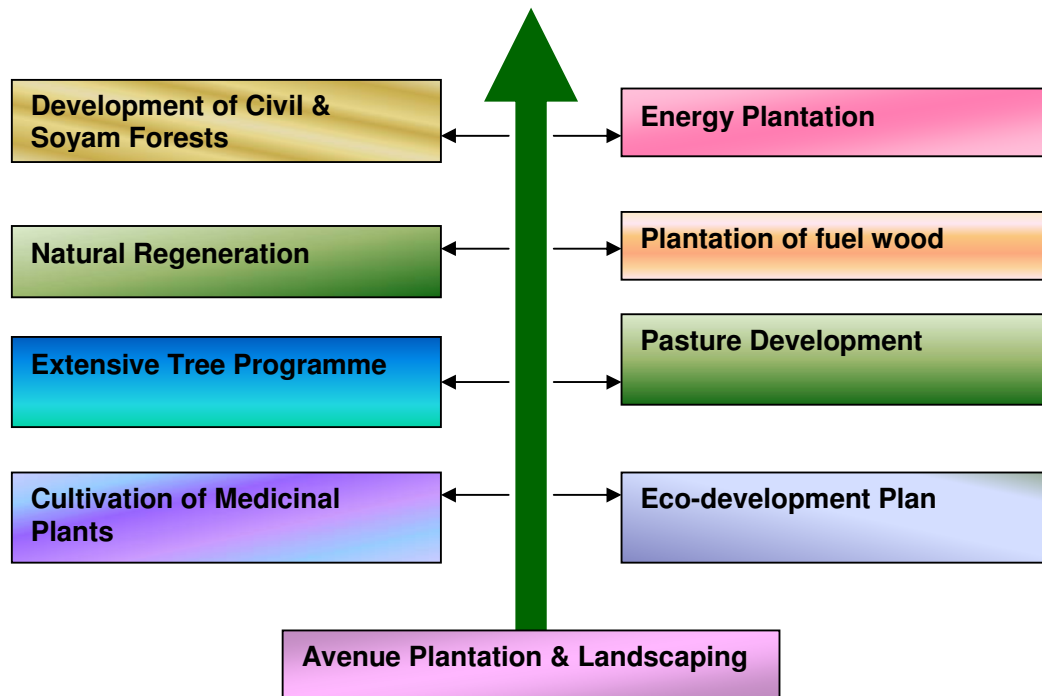 Development of Civil &
Soyam Forests
Energy Plantation
Natural Regeneration
Plantation of fuel wood
Extensive Tree Programme
Pasture Development
Cultivation of Medicinal
Plants
Eco-development Plan
Avenue Plantation & Landscaping